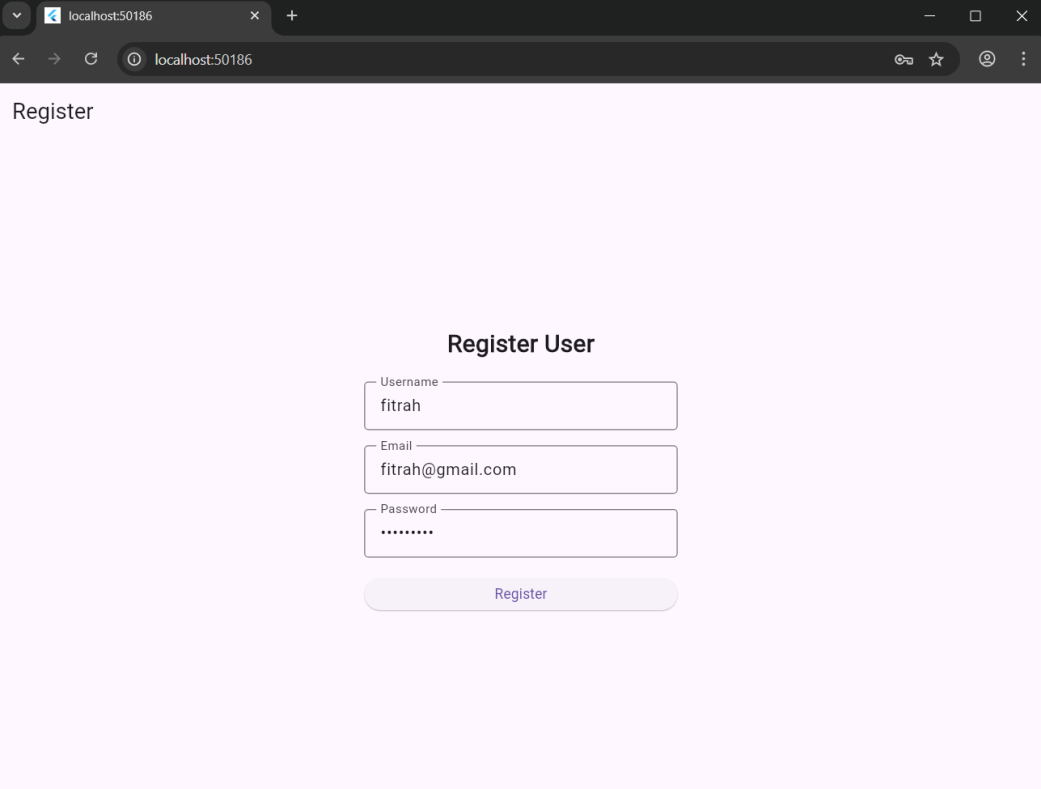 localhost:50186
localhost:50186
Register
Register User
Username
fitrah
Email
fitrah@gmail.com
Password
•••••••••
Register